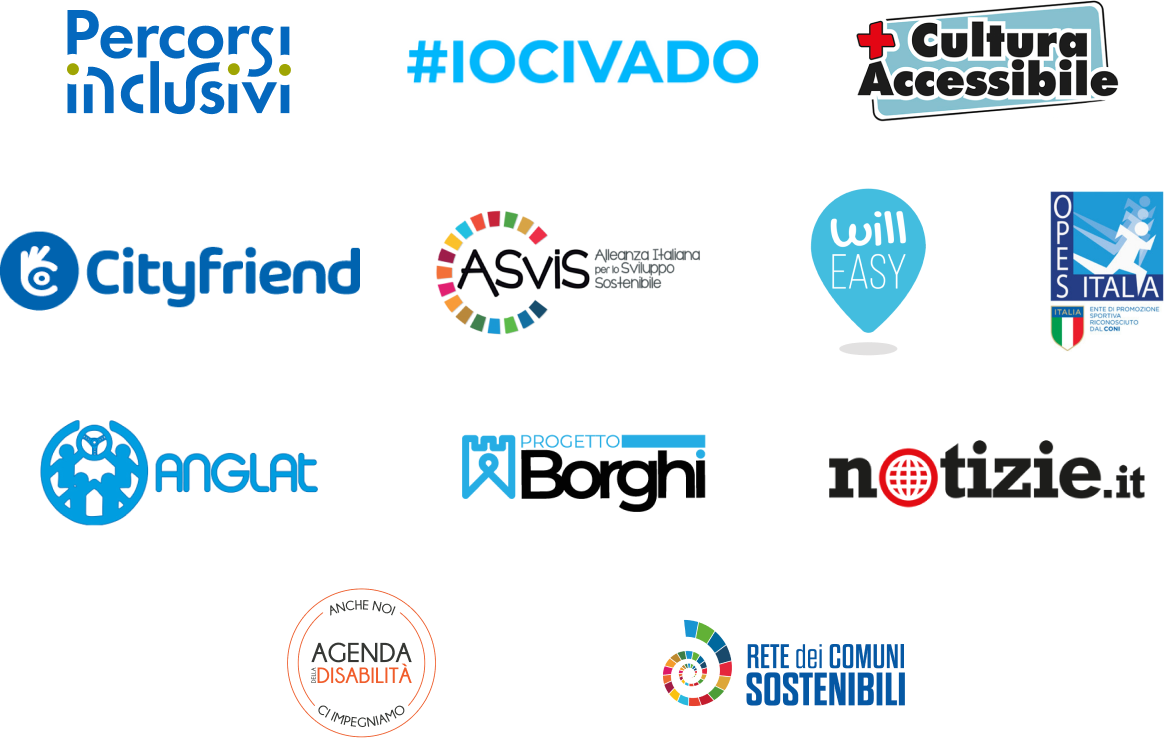 Percorsi
inclusivi
#IOCIVADO
+ Cultura
Accessibile
Cityfriend
ASviS
Alleanza Italiana
per lo Sviluppo
Sostenibile
will
EASY
OPES
ITALIA
ITALIA
ENTE DI PROMOZIONE
SPORTIVA
RICONOSCIUTO
DAL CONI
ANGLAT
PROGETTO
Borghi
notizie.it
ANCHE NOI
AGENDA
DELLA DISABILITÀ
CI IMPEGNIAMO
RETE dei COMUNI
SOSTENIBILI